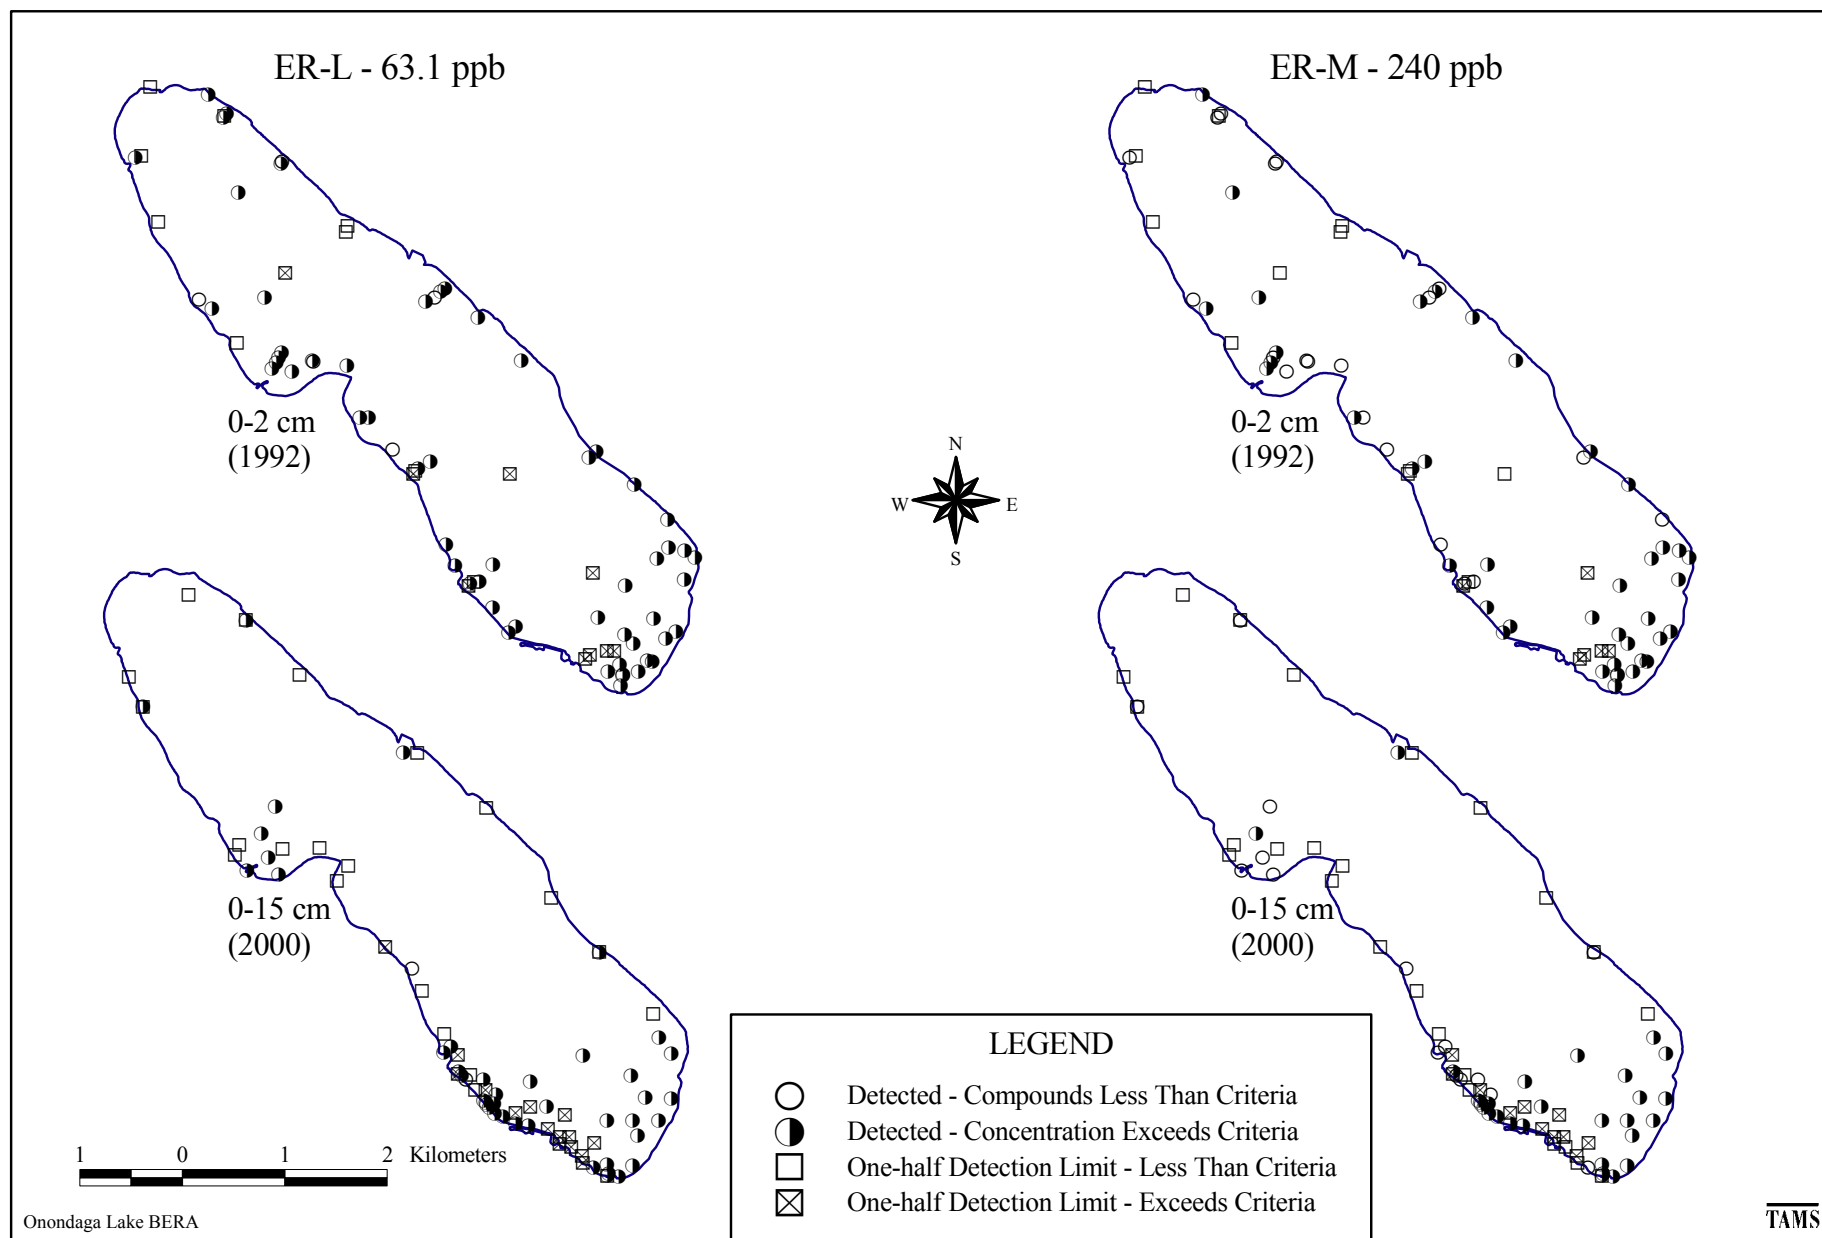 ER-L - 63.1 ppb
ER-M - 240 ppb
0-2 cm
(1992)
0-2 cm
(1992)
N
W
E
S
0-15 cm
(2000)
0-15 cm
(2000)
LEGEND
Detected - Compounds Less Than Criteria
Detected - Concentration Exceeds Criteria
One-half Detection Limit - Less Than Criteria
One-half Detection Limit - Exceeds Criteria
1 0 1 2 Kilometers
Onondaga Lake BERA
TAMS